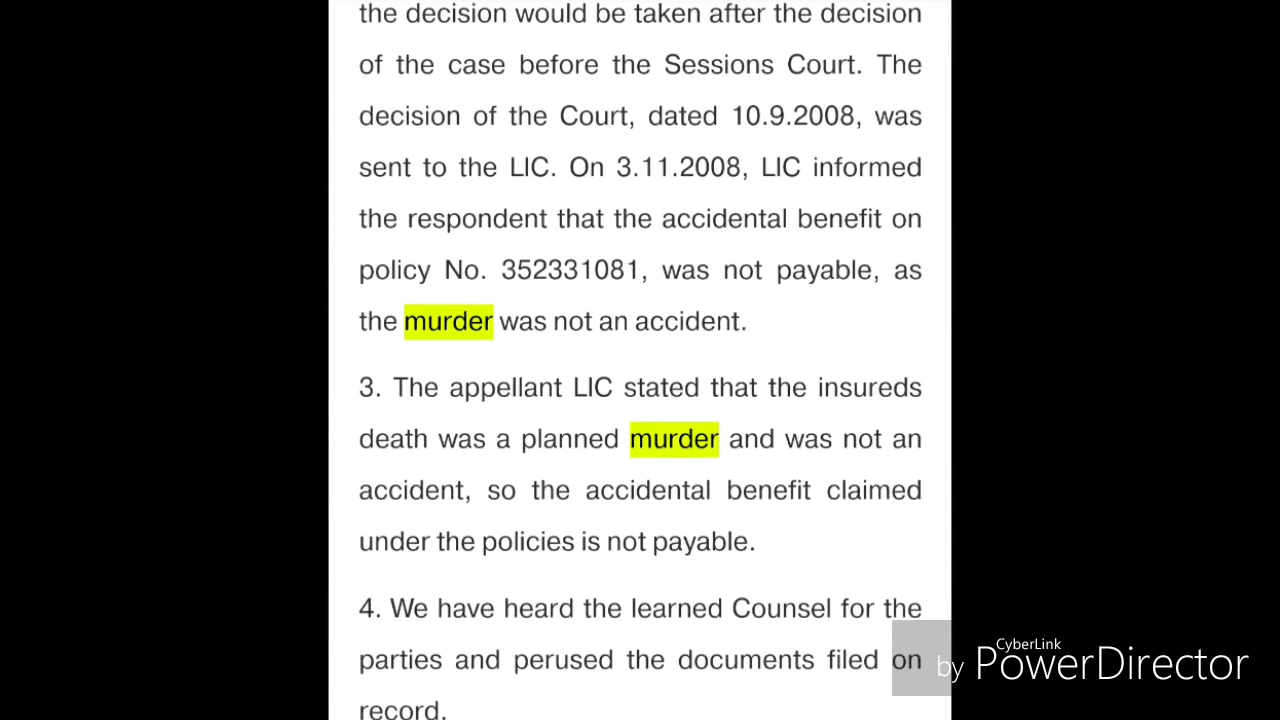 the decision would be taken after the decision
of the case before the Sessions Court. The
decision of the Court, dated 10.9.2008, was
sent to the LIC. On 3.11.2008, LIC informed
the respondent that the accidental benefit on
policy No. 352331081, was not payable, as
the murder was not an accident.
3. The appellant LIC stated that the insureds
death was a planned murder and was not an
accident, so the accidental benefit claimed
under the policies is not payable.
4. We have heard the learned Counsel for the
parties and perused the documents filed on
record.
CyberLink
by PowerDirector